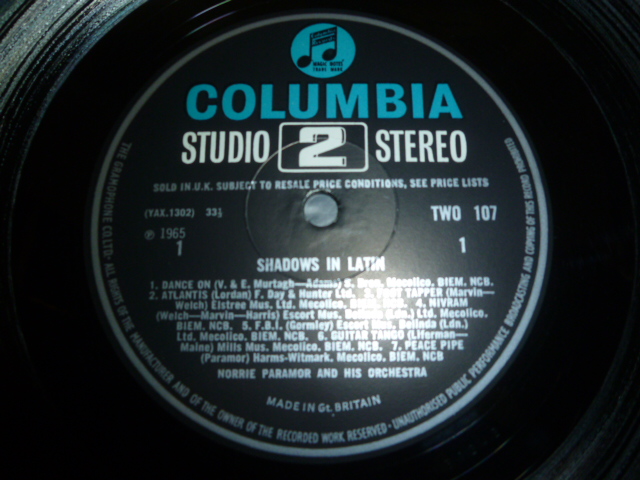 MAGIC NOTES
TRADE MARK
COLUMBIA
STUDIO 2 STEREO
SOLD IN U.K. SUBJECT TO RESALE PRICE CONDITIONS, SEE PRICE LISTS
(YAX.1302) 33⅓ TWO 107
℗ 1965
1 1
SHADOWS IN LATIN
1. DANCE ON (V. & E. Murtagh—Adams) S. Bron, Mecolico, BIEM. NCB.
2. ATLANTIS (Lordan) F. Day & Hunter Ltd. 3. FOOT TAPPER (Marvin—
Welch) Elstree Mus. Ltd. Mecolico, BIEM. NCB. 4. NIVRAM
(Welch—Marvin—Harris) Escort Mus. Belinda (Ldn.) Ltd. Mecolico,
BIEM. NCB. 5. F.B.I. (Gormley) Escort Mus. Belinda (Ldn.)
Ltd. Mecolico, BIEM. NCB. 6. GUITAR TANGO (Liferman—
Maine) Mills Mus. Mecolico, BIEM. NCB. 7. PEACE PIPE
(Paramor) Harms-Witmark. Mecolico, BIEM. NCB
NORRIE PARAMOR AND HIS ORCHESTRA
MADE IN Gt. BRITAIN
THE GRAMOPHONE CO. LTD.· ALL RIGHTS OF THE MANUFACTURER AND OF THE OWNER OF THE RECORDED WORK RESERVED · UNAUTHORISED PUBLIC PERFORMANCE BROADCASTING AND COPYING OF THIS RECORD PROHIBITED